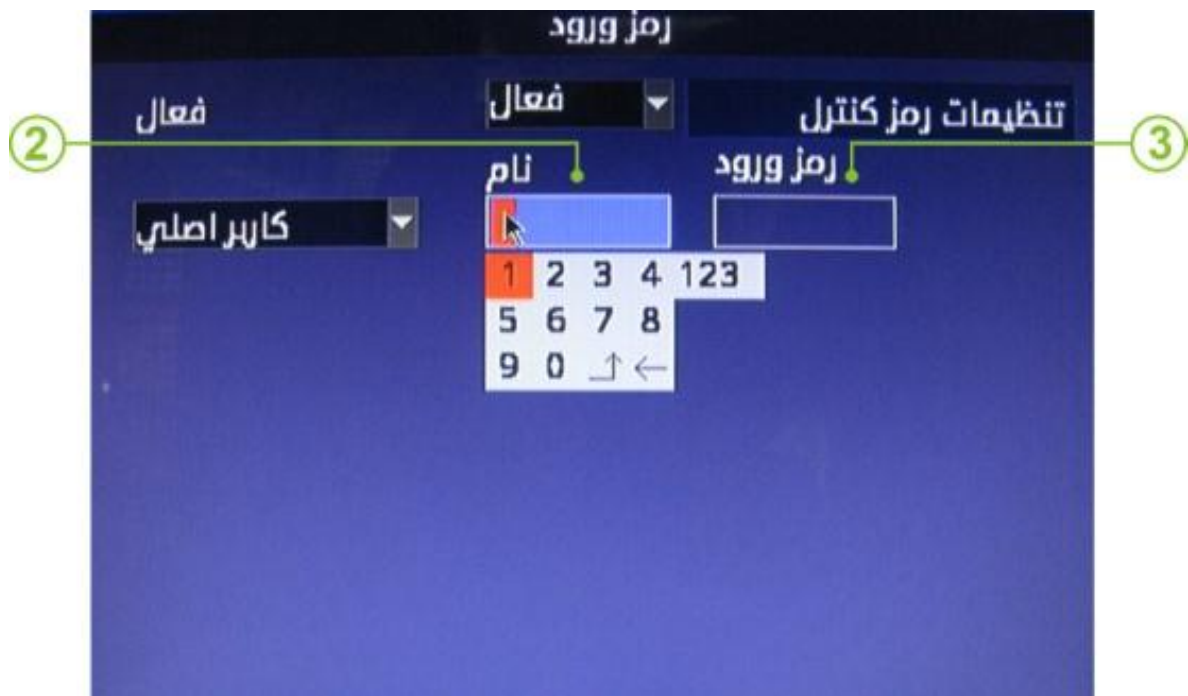 رمز ورود
تنظیمات رمز کنترل فعال فعال
3 رمز ورود نام 2
کاربر اصلي
1 2 3 4 123
5 6 7 8
9 0 ⮥ ←